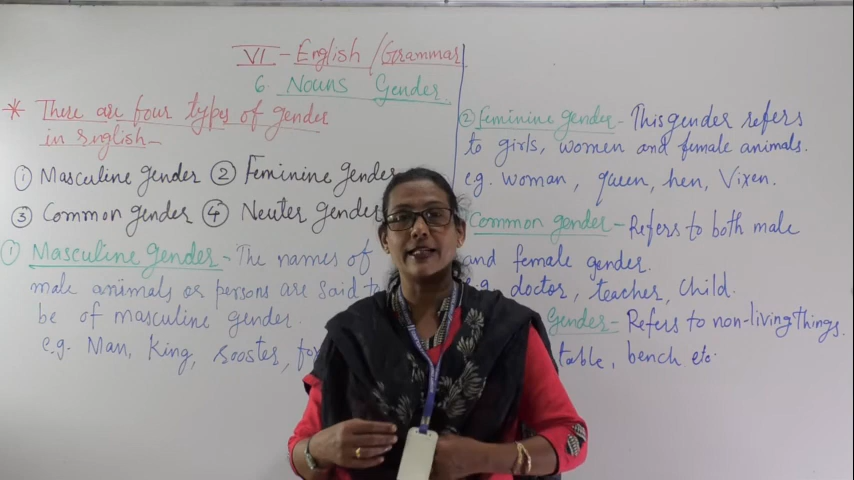 VI - English / Grammar
6. Nouns Gender.
* There are four types of gender
in English-
① Masculine gender ② Feminine Gender
③ Common gender ④ Neuter Gender
① Masculine gender - The names of
male animals or persons are said to
be of masculine gender.
e.g. Man, King, rooster,
② Feminine gender - This gender refers
to girls, women and female animals.
e.g. woman, queen, hen, Vixen.
Common gender - Refers to both male
and female gender.
e.g. doctor, teacher, Child.
Gender - Refers to non-living things.
table, bench etc.